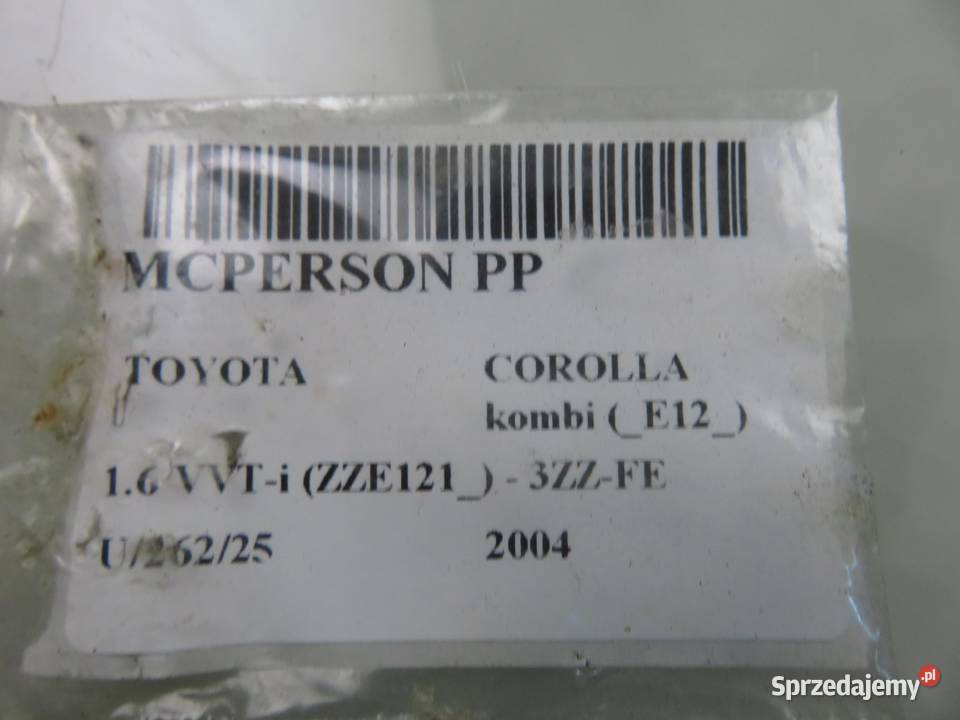 MCPERSON PP
TOYOTA COROLLA
kombi (_E12_)
1.6 VVT-i (ZZE121_) - 3ZZ-FE
U/262/25 2004
Sprzedajemy.pl